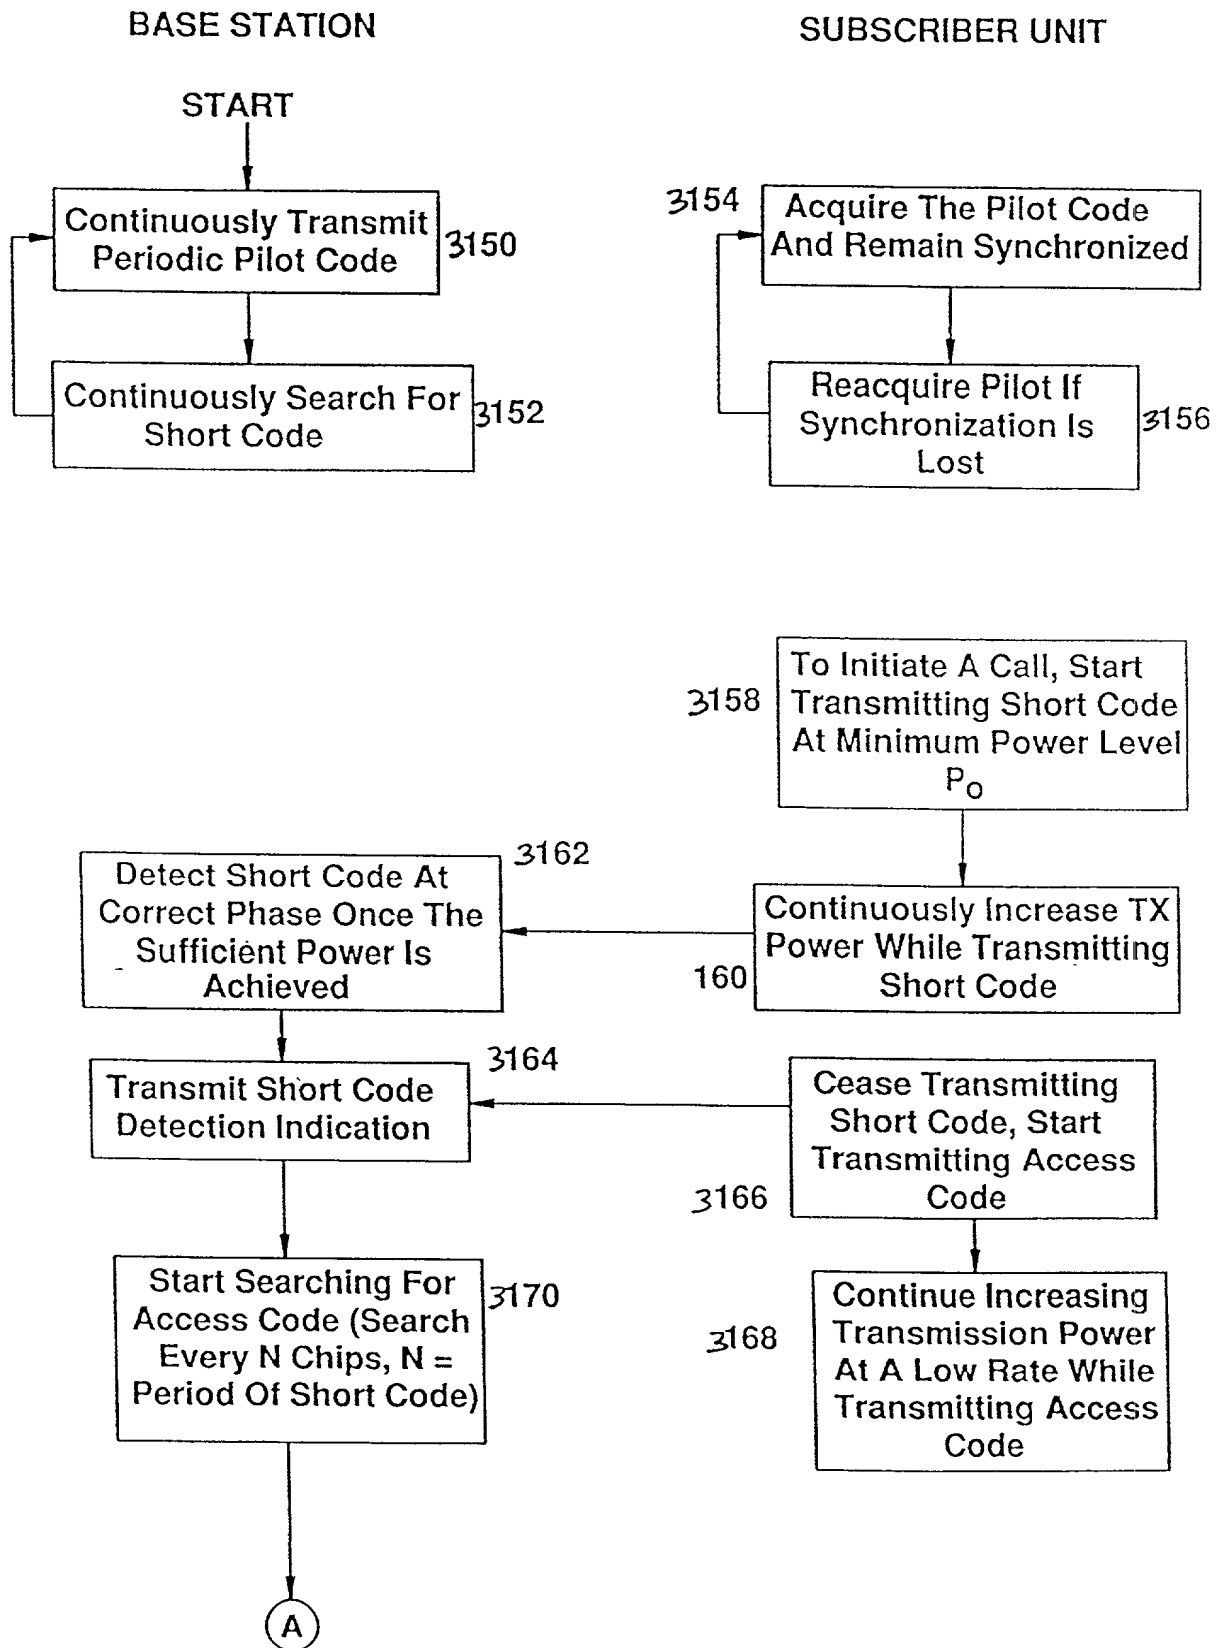 BASE STATION
SUBSCRIBER UNIT
START
Continuously Transmit
Periodic Pilot Code
3150
Continuously Search For
Short Code
3152
3154
Acquire The Pilot Code
And Remain Synchronized
Reacquire Pilot If
Synchronization Is
Lost
3156
3158
To Initiate A Call, Start
Transmitting Short Code
At Minimum Power Level
Po
3162
Detect Short Code At
Correct Phase Once The
Sufficient Power Is
Achieved
Continuously Increase TX
Power While Transmitting
Short Code
160
3164
Transmit Short Code
Detection Indication
Cease Transmitting
Short Code, Start
Transmitting Access
Code
3166
Start Searching For
Access Code (Search
Every N Chips, N =
Period Of Short Code)
3170
3168
Continue Increasing
Transmission Power
At A Low Rate While
Transmitting Access
Code
A